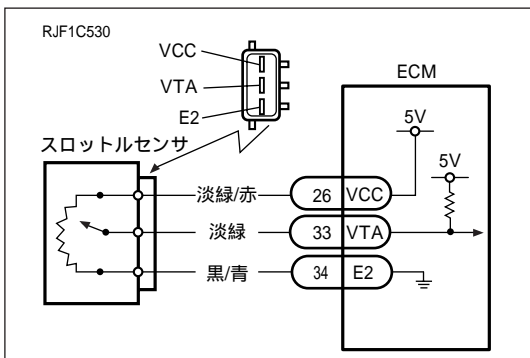 RJF1C530
VCC
VTA
E2
ECM
5V
5V
スロットルセンサ
淡緑/赤 26 VCC
淡緑 33 VTA
黒/青 34 E2